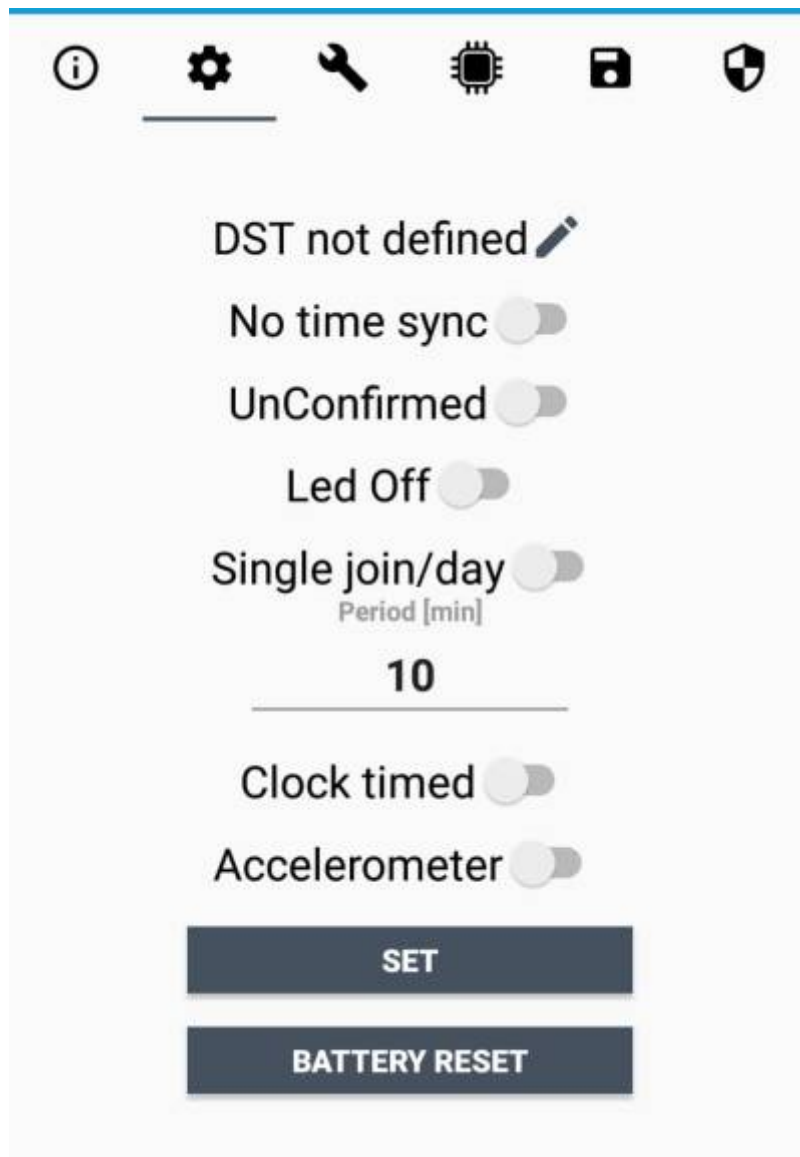 DST not defined
No time sync
UnConfirmed
Led Off
Single join/day
Period [min]
10
Clock timed
Accelerometer
SET
BATTERY RESET